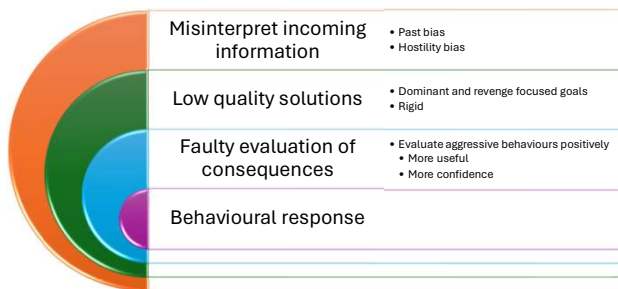 Misinterpret incoming
information
• Past bias
• Hostility bias
Low quality solutions
• Dominant and revenge focused goals
• Rigid
Faulty evaluation of
consequences
• Evaluate aggressive behaviours positively
• More useful
• More confidence
Behavioural response